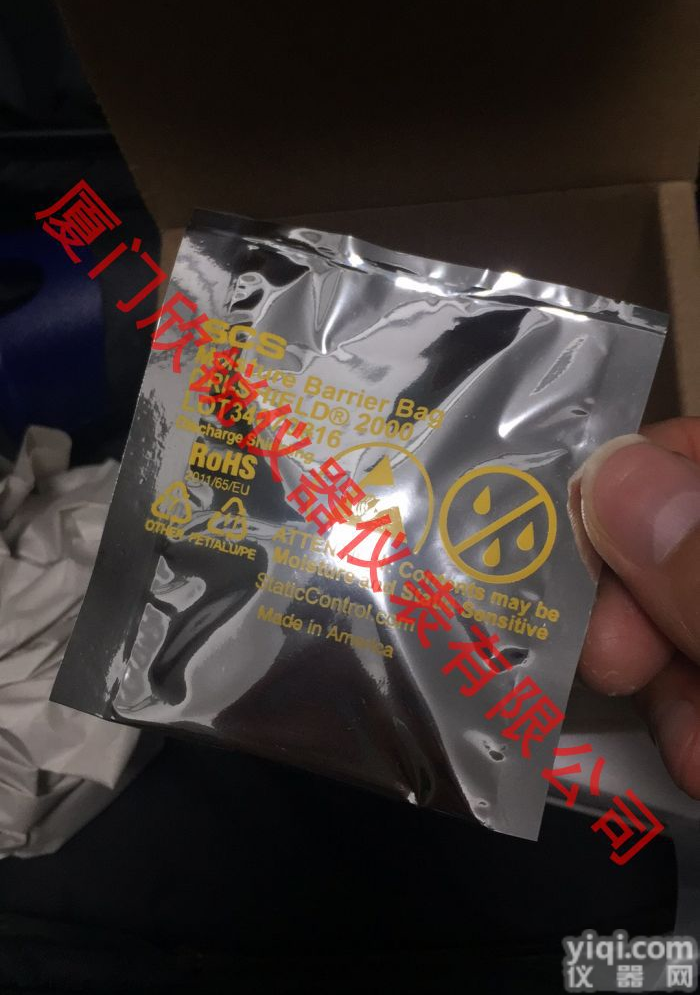 SCS
Moisture Barrier Bag
2000
Discharge Shielding
RoHS
2011/65/EU
OTHER PET/ALU/PE
Contents may be
Moisture and Static Sensitive
StaticControl.com
Made in America
厦门欣锐仪器仪表有限公司
yiqi.com
仪器网